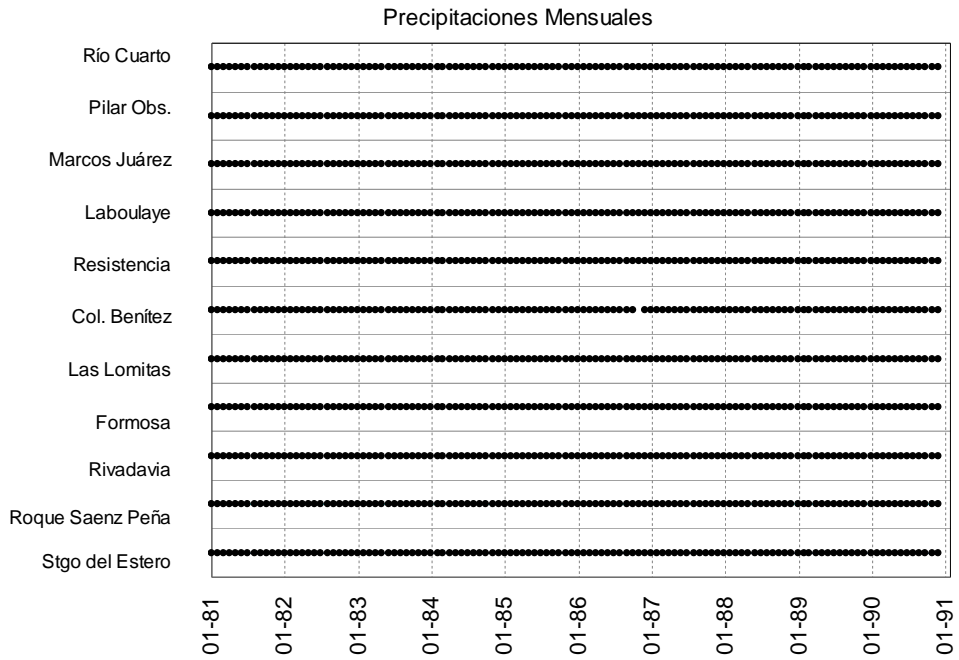 Precipitaciones Mensuales
Río Cuarto
Pilar Obs.
Marcos Juárez
Laboulaye
Resistencia
Col. Benítez
Las Lomitas
Formosa
Rivadavia
Roque Saenz Peña
Stgo del Estero
01-81
01-82
01-83
01-84
01-85
01-86
01-87
01-88
01-89
01-90
01-91